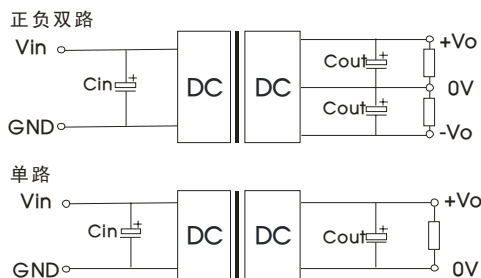 正负双路
Vin
+Vo
Cout
Cin
DC
DC
0V
Cout
GND
-Vo
单路
Vin
+Vo
Cin
DC
DC
Cout
GND
0V